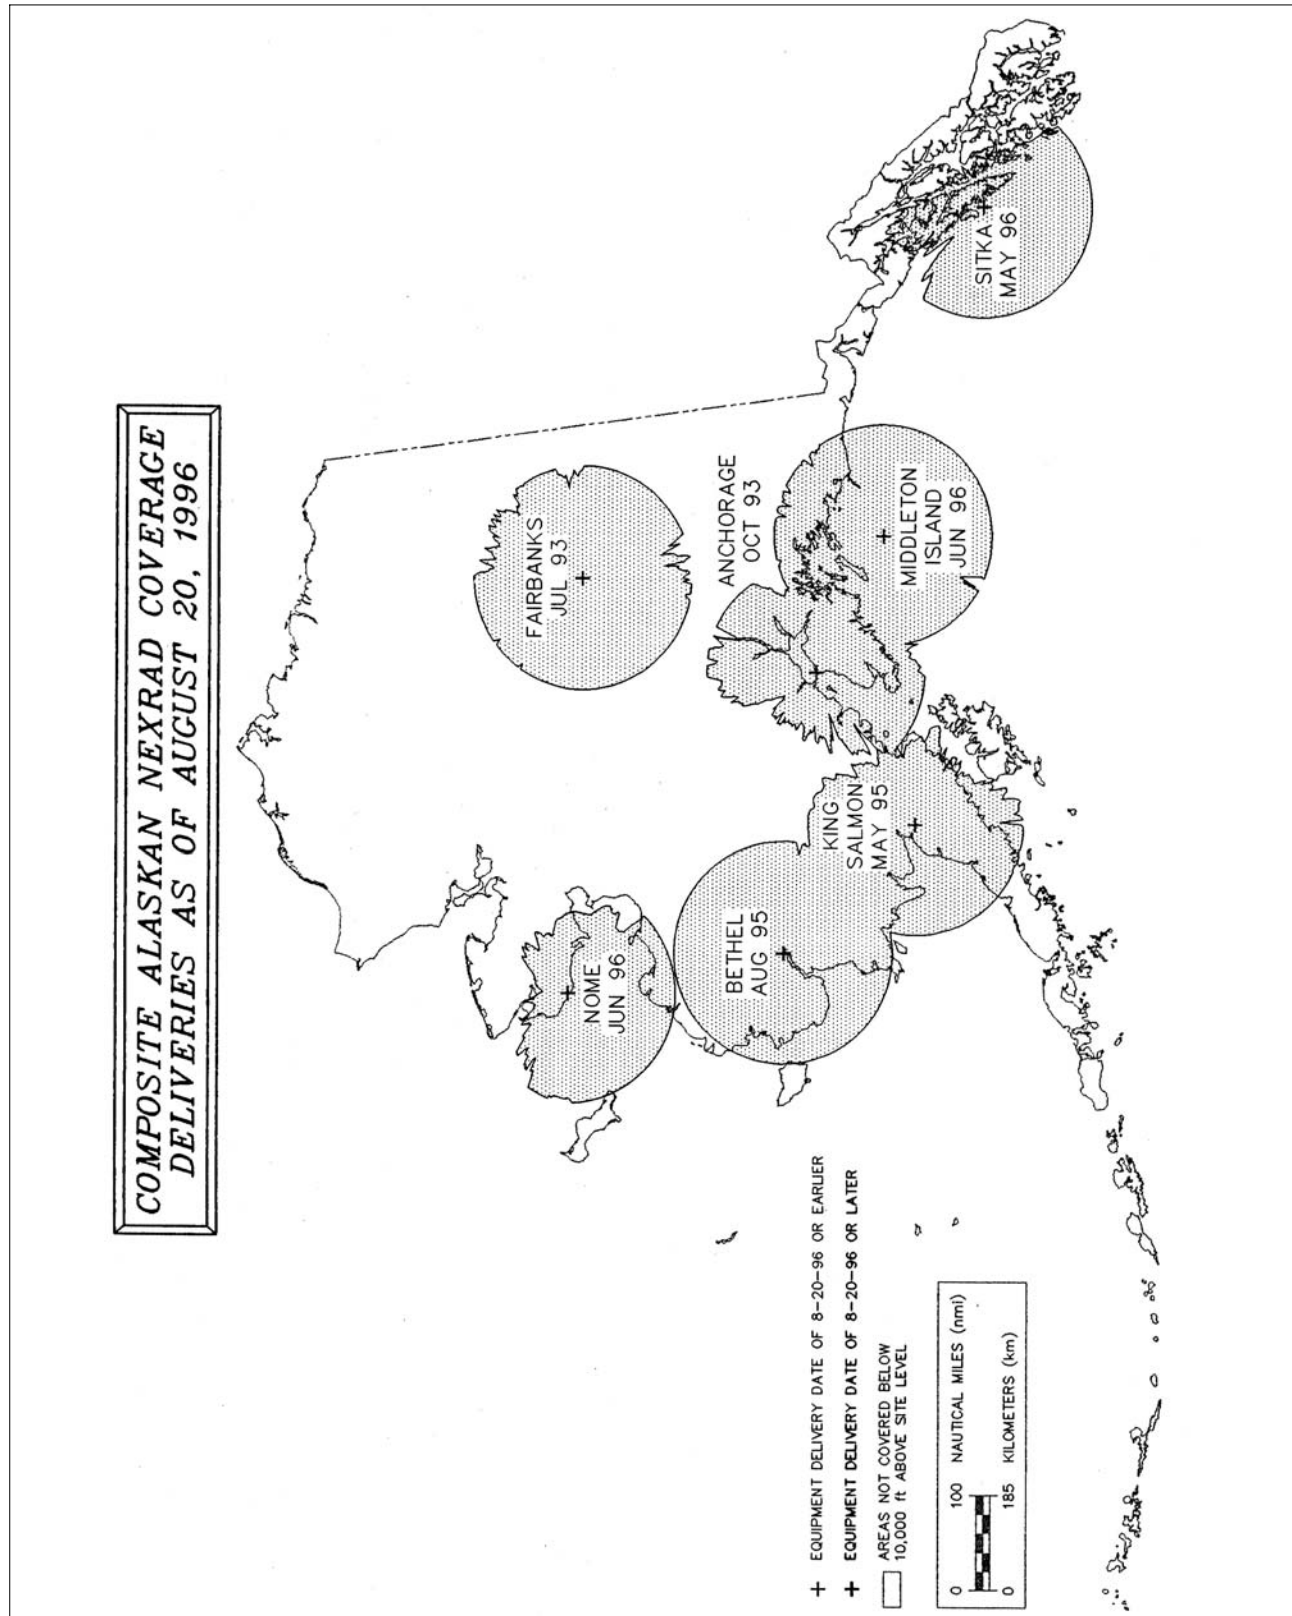 COMPOSITE ALASKAN NEXRAD COVERAGE
DELIVERIES AS OF AUGUST 20, 1996
FAIRBANKS
JUL 93
ANCHORAGE
OCT 93
MIDDLETON
ISLAND
JUN 96
SITKA
MAY 96
NOME
JUN 96
BETHEL
AUG 95
KING
SALMON
MAY 95
+ EQUIPMENT DELIVERY DATE OF 8-20-96 OR EARLIER
+ EQUIPMENT DELIVERY DATE OF 8-20-96 OR LATER
AREAS NOT COVERED BELOW
10,000 ft ABOVE SITE LEVEL
0 100 NAUTICAL MILES (nmi)
0 185 KILOMETERS (km)